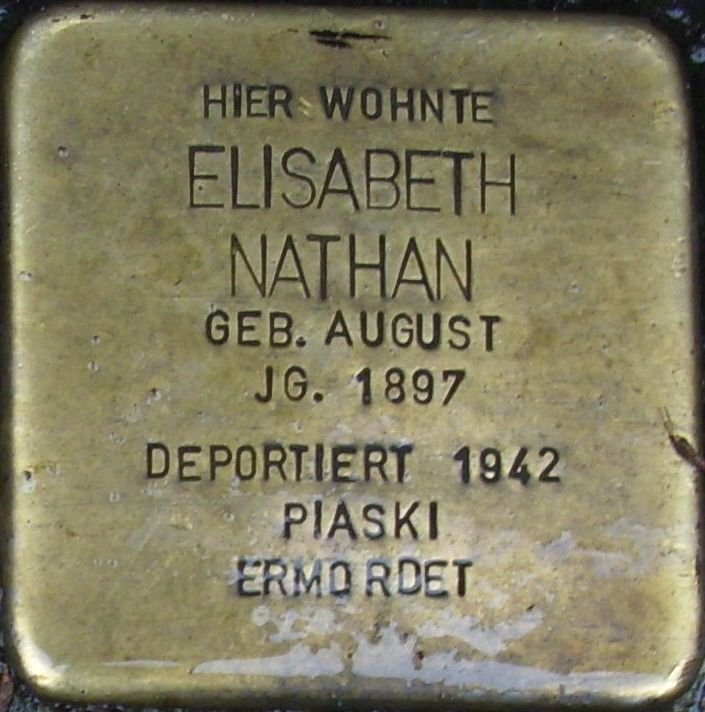 HIER WOHNTE
ELISABETH
NATHAN
GEB. AUGUST
JG. 1897
DEPORTIERT 1942
PIASKI
ERMORDET